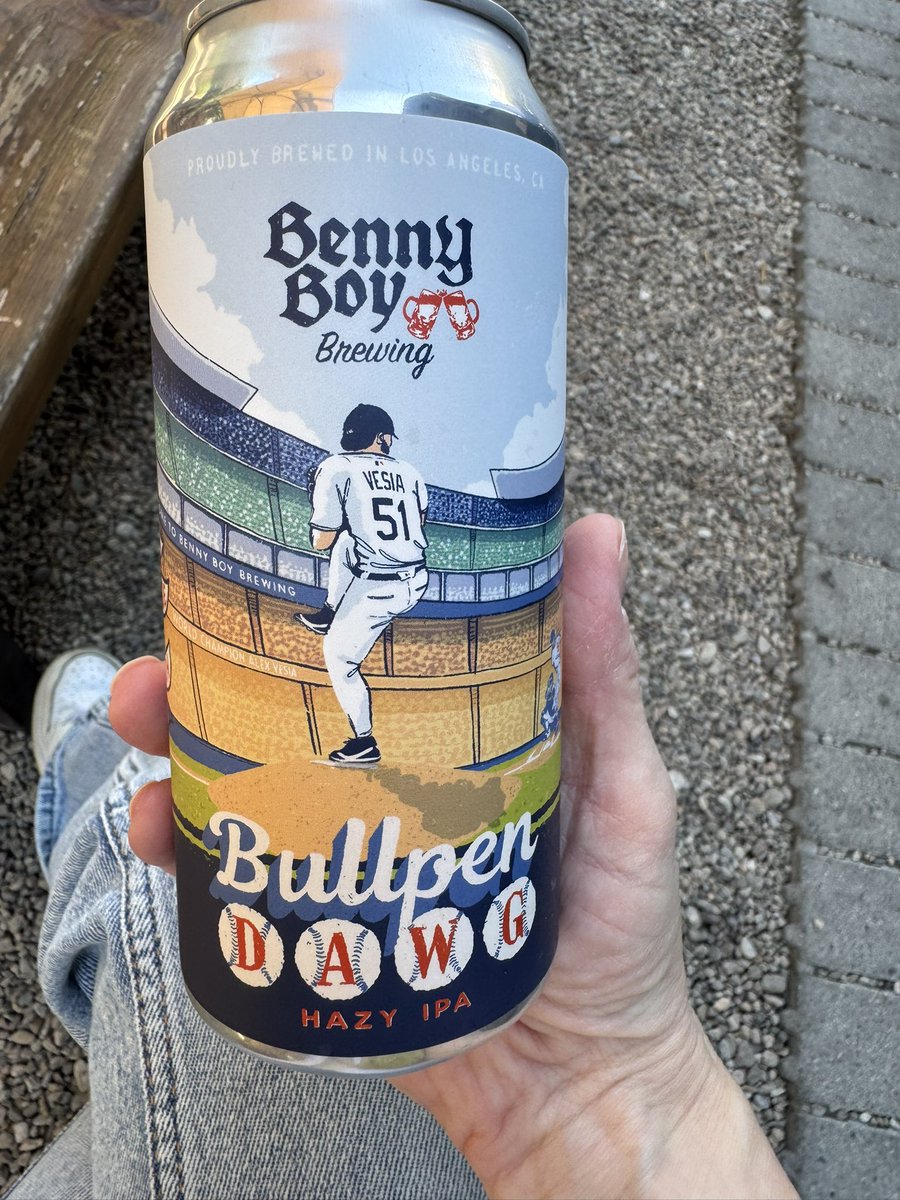 PROUDLY BREWED IN LOS ANGELES, CA
Benny
Boy
Brewing
VESIA
51
TO BENNY BOY BREWING
CHAMPION ALEX VESIA
Bullpen
DAWG
HAZY IPA